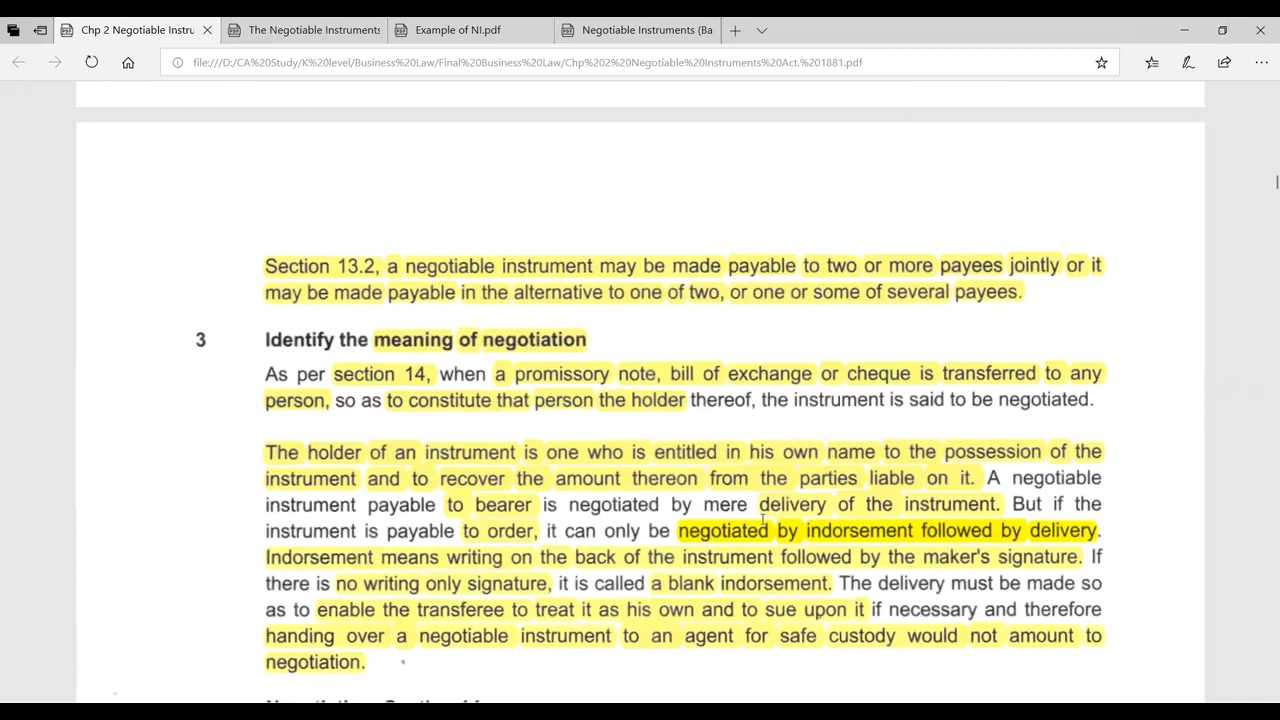 Chp 2 Negotiable Instru
The Negotiable Instruments
Example of NI.pdf
Negotiable Instruments (Ba
file:///D:/CA%20Study/K%20level/Business%20Law/Final%20Business%20Law/Chp%202%20Negotiable%20Instruments%20Act.%201881.pdf
Section 13.2, a negotiable instrument may be made payable to two or more payees jointly or it
may be made payable in the alternative to one of two, or one or some of several payees.
3 Identify the meaning of negotiation
As per section 14, when a promissory note, bill of exchange or cheque is transferred to any
person, so as to constitute that person the holder thereof, the instrument is said to be negotiated.
The holder of an instrument is one who is entitled in his own name to the possession of the
instrument and to recover the amount thereon from the parties liable on it. A negotiable
instrument payable to bearer is negotiated by mere delivery of the instrument. But if the
instrument is payable to order, it can only be negotiated by indorsement followed by delivery.
Indorsement means writing on the back of the instrument followed by the maker's signature. If
there is no writing only signature, it is called a blank indorsement. The delivery must be made so
as to enable the transferee to treat it as his own and to sue upon it if necessary and therefore
handing over a negotiable instrument to an agent for safe custody would not amount to
negotiation.